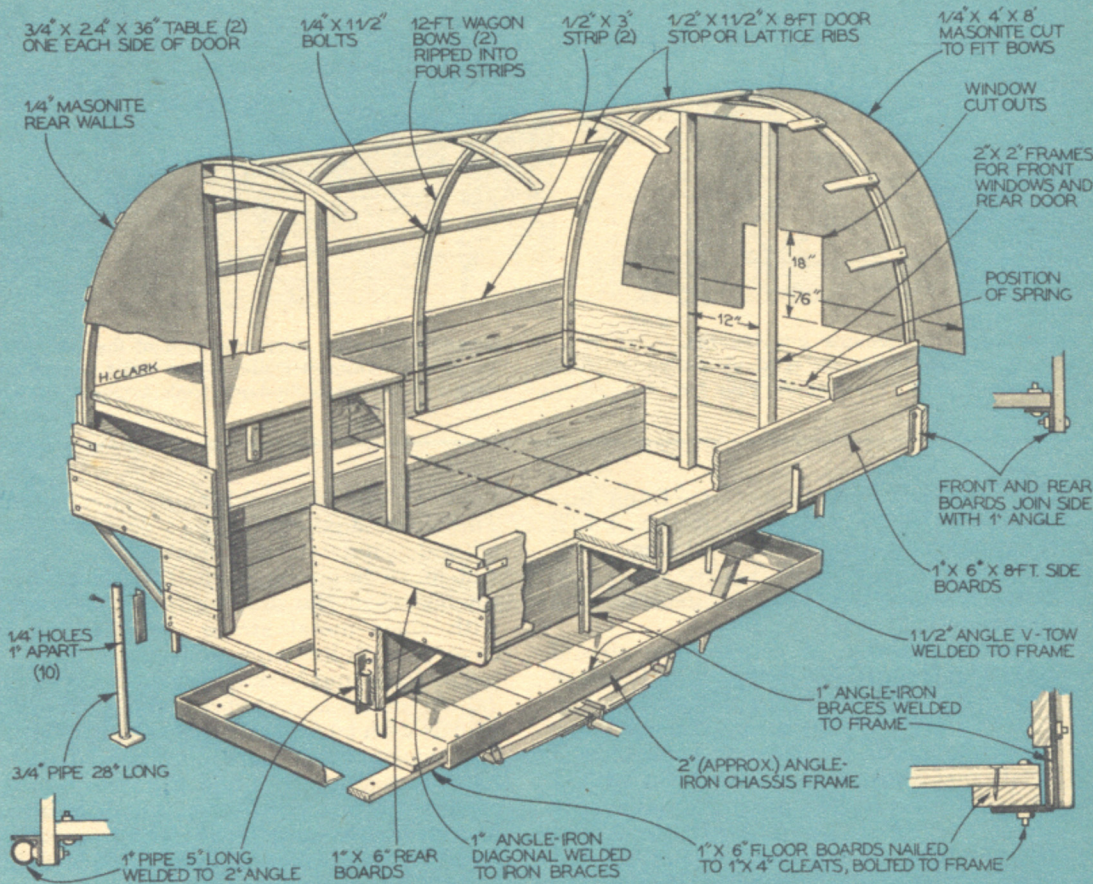 3/4" X 2.4" X 36" TABLE (2)
ONE EACH SIDE OF DOOR
1/4" X 1 1/2"
BOLTS
12-FT. WAGON
BOWS (2)
RIPPED INTO
FOUR STRIPS
1/2" X 3"
STRIP (2)
1/2" X 1 1/2" X 8-FT DOOR
STOP OR LATTICE RIBS
1/4" X 4' X 8'
MASONITE CUT
TO FIT BOWS
1/4" MASONITE
REAR WALLS
WINDOW
CUT OUTS
2" X 2" FRAMES
FOR FRONT
WINDOWS AND
REAR DOOR
18"
76"
12"
POSITION
OF SPRING
H. CLARK
FRONT AND REAR
BOARDS JOIN SIDE
WITH 1" ANGLE
1" X 6" X 8-FT. SIDE
BOARDS
1/4" HOLES
1" APART
(10)
1 1/2" ANGLE V-TOW
WELDED TO FRAME
1" ANGLE-IRON
BRACES WELDED
TO FRAME
3/4" PIPE 28" LONG
2" (APPROX.) ANGLE-
IRON CHASSIS FRAME
1" PIPE 5" LONG
WELDED TO 2" ANGLE
1" X 6" REAR
BOARDS
1" ANGLE-IRON
DIAGONAL WELDED
TO IRON BRACES
1" X 6" FLOOR BOARDS NAILED
TO 1" X 4" CLEATS, BOLTED TO FRAME